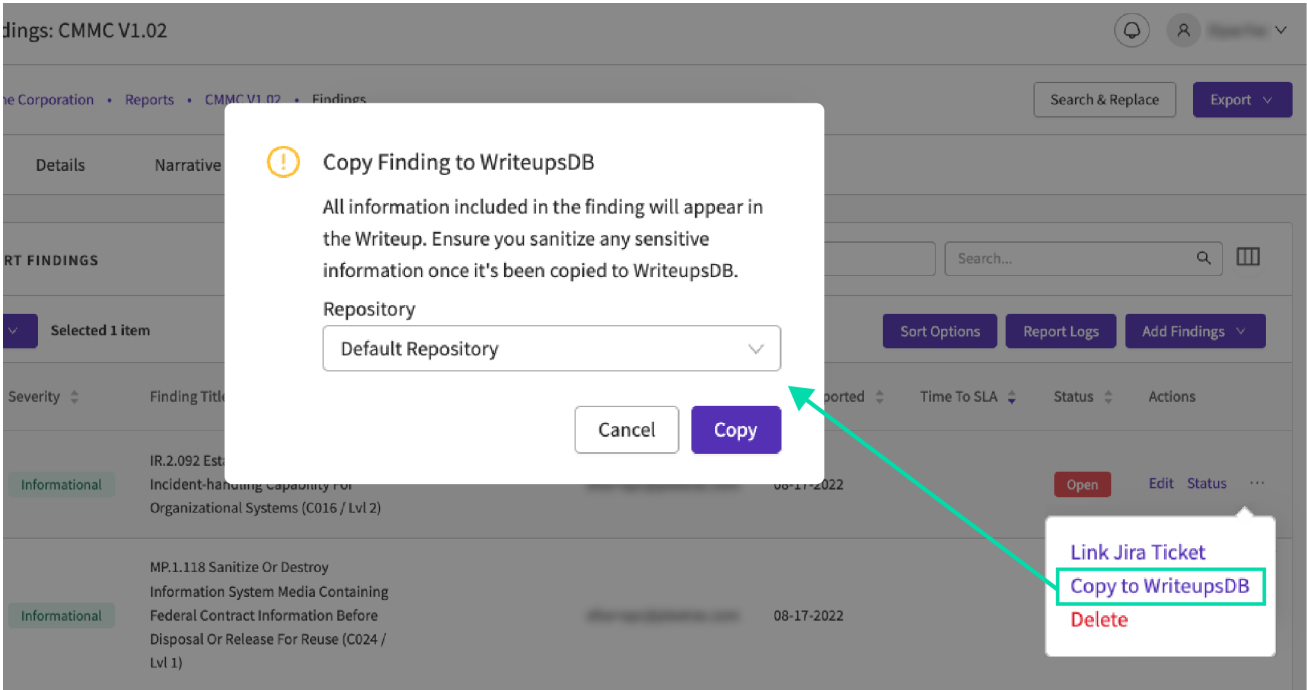 dings: CMMC V1.02
ne Corporation • Reports • CMMC V1.02 • Findings
Search & Replace
Export
Details
Narrative
Copy Finding to WriteupsDB
All information included in the finding will appear in
the Writeup. Ensure you sanitize any sensitive
information once it's been copied to WriteupsDB.
Repository
Default Repository
Cancel
Copy
RT FINDINGS
Search...
Selected 1 item
Sort Options
Report Logs
Add Findings
Severity
Finding Title
orted
Time To SLA
Status
Actions
Informational
IR.2.092 Esta
Incident-handling Capability For
Organizational Systems (C016 / Lvl 2)
08-17-2022
Open
Edit
Status
...
Link Jira Ticket
Copy to WriteupsDB
Delete
Informational
MP.1.118 Sanitize Or Destroy
Information System Media Containing
Federal Contract Information Before
Disposal Or Release For Reuse (C024 /
Lvl 1)
08-17-2022